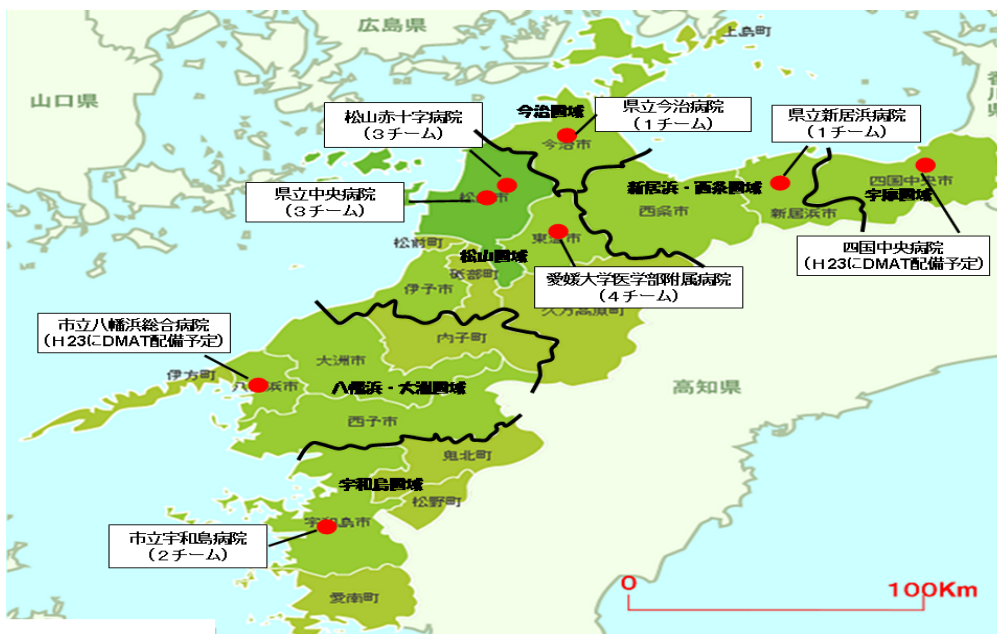 広島県
上島町
山口県
香川県
松山赤十字病院
（３チーム）
今治圏域
県立今治病院
（１チーム）
県立新居浜病院
（１チーム）
今治市
四国中央市
宇摩圏域
新居浜・西条圏域
西条市
新居浜市
県立中央病院
（３チーム）
松山市
東温市
松前町
松山圏域
砥部町
伊予市
愛媛大学医学部附属病院
（４チーム）
四国中央病院
（Ｈ23にDMAT配備予定）
久万高原町
市立八幡浜総合病院
（Ｈ23にDMAT配備予定）
内子町
大洲市
伊方町
八幡浜市
八幡浜・大洲圏域
高知県
西予市
鬼北町
宇和島圏域
松野町
宇和島市
市立宇和島病院
（２チーム）
愛南町
0
100Km